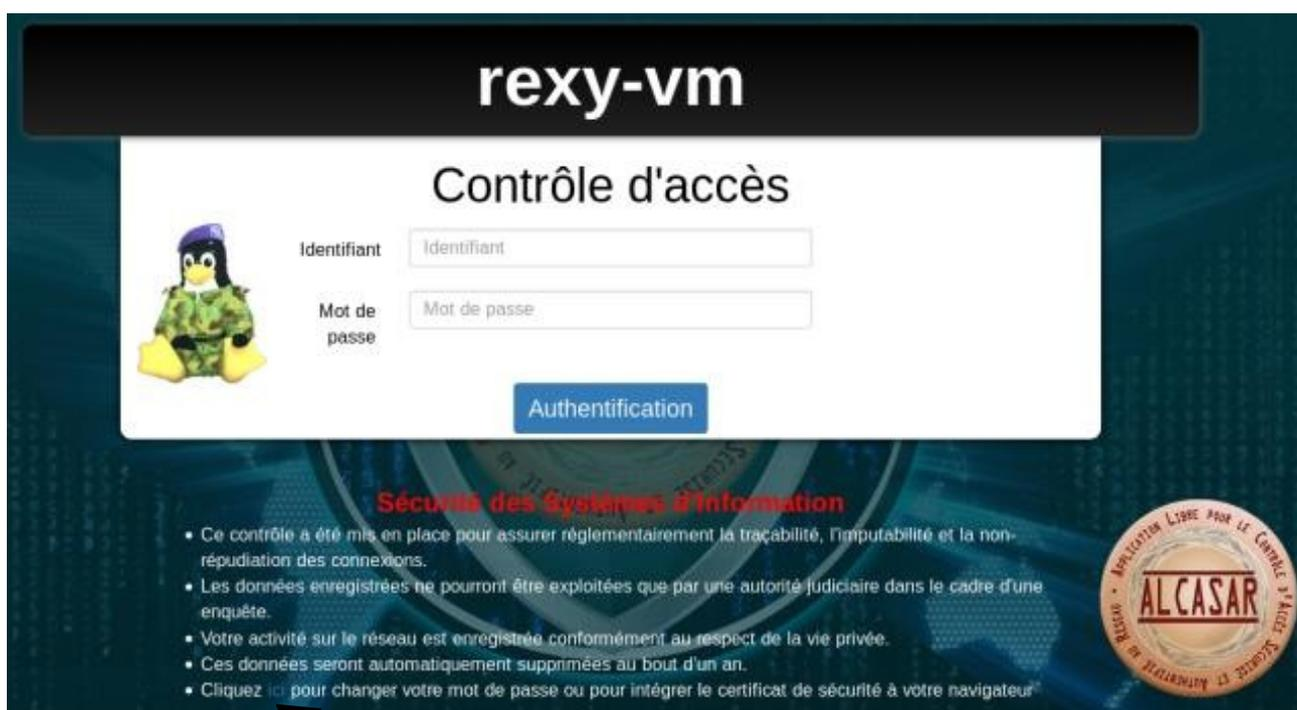 rexy-vm
Contrôle d'accès
Identifiant
Identifiant
Mot de
passe
Mot de passe
Authentification
Sécurité des Systèmes d'Information
• Ce contrôle a été mis en place pour assurer réglementairement la traçabilité, l'imputabilité et la non-
répudiation des connexions.
• Les données enregistrées ne pourront être exploitées que par une autorité judiciaire dans le cadre d'une
enquête.
• Votre activité sur le réseau est enregistrée conformément au respect de la vie privée.
• Ces données seront automatiquement supprimées au bout d'un an.
• Cliquez ici pour changer votre mot de passe ou pour intégrer le certificat de sécurité à votre navigateur
APPLICATION LIBRE POUR LE CONTRÔLE D'ACCÈS SÉCURISÉ ET AUTHENTIFIÉ AU RÉSEAU
ALCASAR